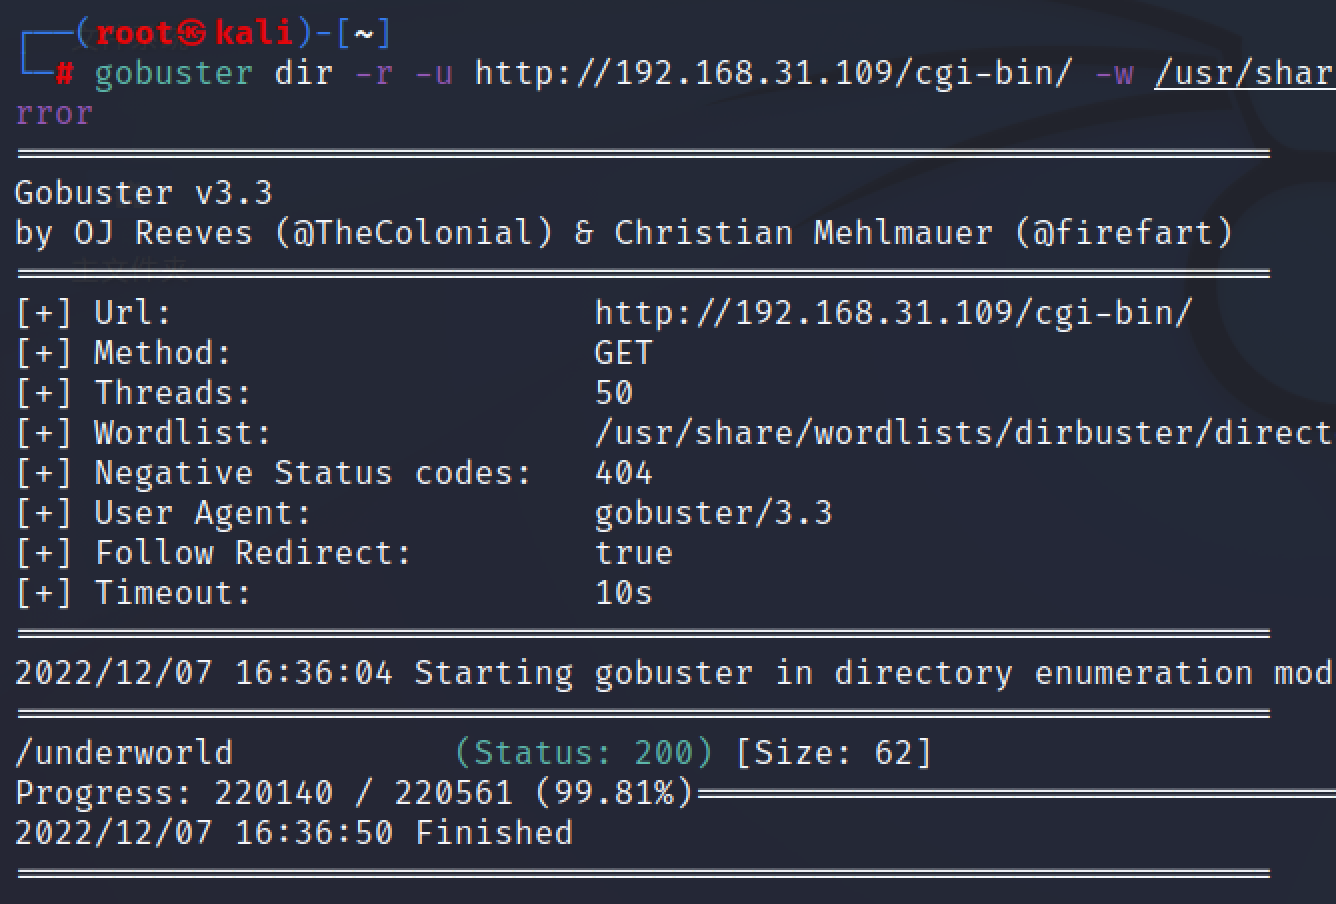 ┌──(root㉿kali)-[~]
└─# gobuster dir -r -u http://192.168.31.109/cgi-bin/ -w /usr/shar
rror
===============================================================
Gobuster v3.3
by OJ Reeves (@TheColonial) & Christian Mehlmauer (@firefart)
===============================================================
[+] Url:                     http://192.168.31.109/cgi-bin/
[+] Method:                  GET
[+] Threads:                 50
[+] Wordlist:                /usr/share/wordlists/dirbuster/direct
[+] Negative Status codes:   404
[+] User Agent:              gobuster/3.3
[+] Follow Redirect:         true
[+] Timeout:                 10s
===============================================================
2022/12/07 16:36:04 Starting gobuster in directory enumeration mod
===============================================================
/underworld           (Status: 200) [Size: 62]
Progress: 220140 / 220561 (99.81%)================================
2022/12/07 16:36:50 Finished
===============================================================